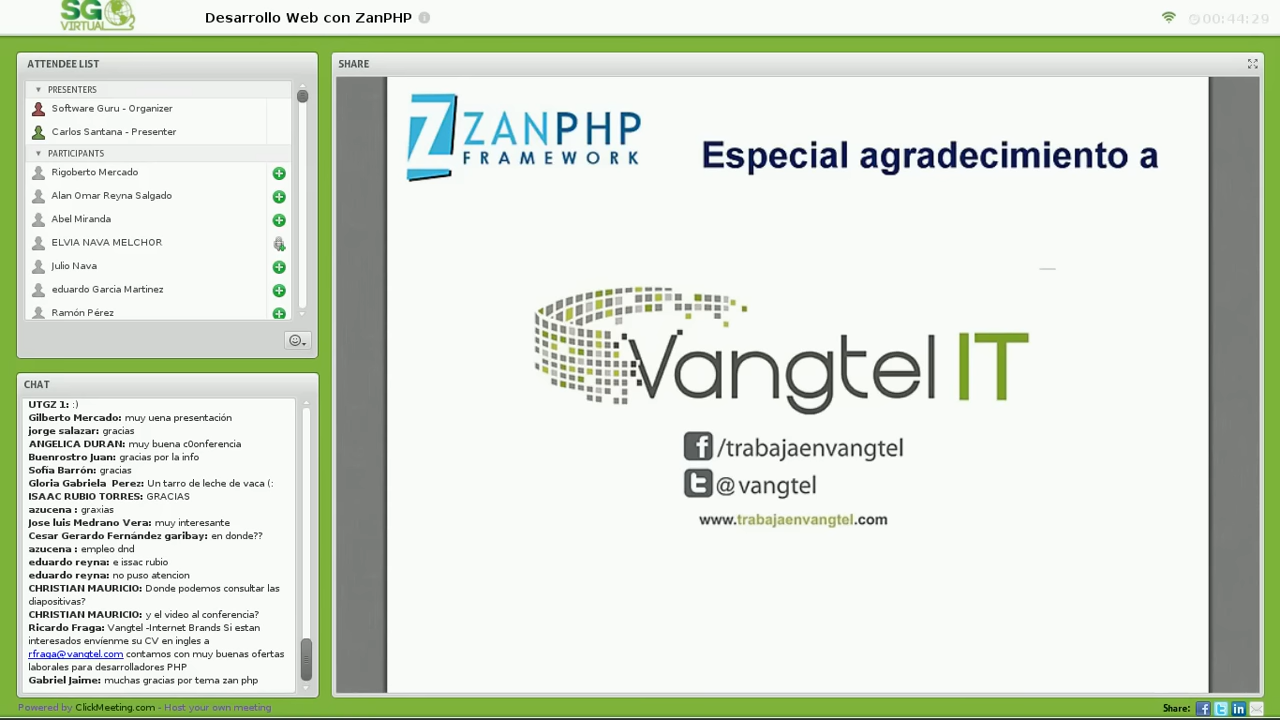 SG
VIRTUAL
Desarrollo Web con ZanPHP
00:44:29
ATTENDEE LIST
PRESENTERS
Software Guru - Organizer
Carlos Santana - Presenter
PARTICIPANTS
Rigoberto Mercado
Alan Omar Reyna Salgado
Abel Miranda
ELVIA NAVA MELCHOR
Julio Nava
eduardo Garcia Martinez
Ramón Pérez
CHAT
UTGZ 1: :)
Gilberto Mercado: muy uena presentación
jorge salazar: gracias
ANGELICA DURAN: muy buena c0onferencia
Buenrostro Juan: gracias por la info
Sofía Barrón: gracias
Gloria Gabriela Perez: Un tarro de leche de vaca (:
ISAAC RUBIO TORRES: GRACIAS
azucena : graxias
Jose luis Medrano Vera: muy interesante
Cesar Gerardo Fernández garibay: en donde??
azucena : empleo dnd
eduardo reyna: e issac rubio
eduardo reyna: no puso atencion
CHRISTIAN MAURICIO: Donde podemos consultar las
diapositivas?
CHRISTIAN MAURICIO: y el video al conferencia?
Ricardo Fraga: Vangtel -Internet Brands Si estan
interesados envíenme su CV en ingles a
rfraga@vangtel.com contamos con muy buenas ofertas
laborales para desarrolladores PHP
Gabriel Jaime: muchas gracias por tema zan php
SHARE
Z ZANPHP
FRAMEWORK
Especial agradecimiento a
Vangtel IT
f /trabajaenvangtel
t @vangtel
www.trabajaenvangtel.com
Powered by ClickMeeting.com - Host your own meeting
Share: